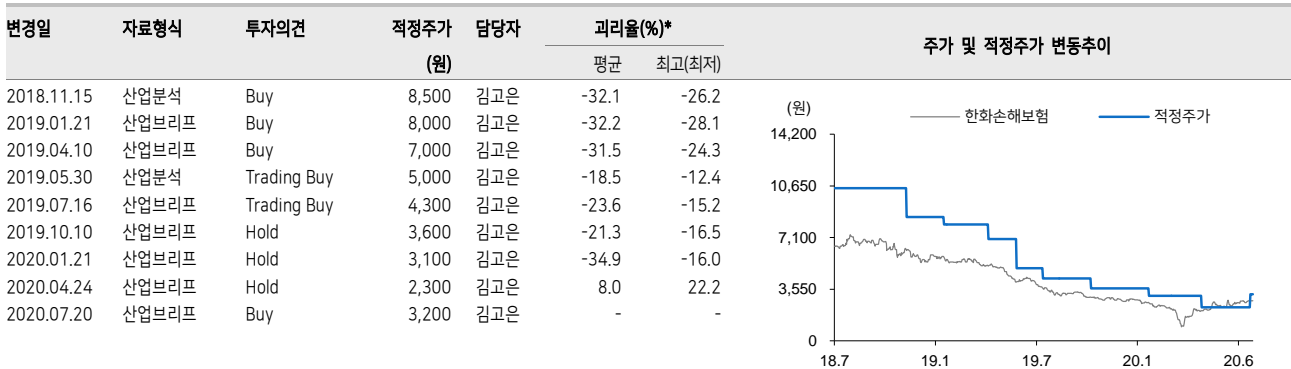 변경일 자료형식 투자의견 적정주가 담당자 괴리율(%)* 주가 및 적정주가 변동추이
(원) 평균 최고(최저)
2018.11.15 산업분석 Buy 8,500 김고은 -32.1 -26.2
2019.01.21 산업브리프 Buy 8,000 김고은 -32.2 -28.1
2019.04.10 산업브리프 Buy 7,000 김고은 -31.5 -24.3
2019.05.30 산업분석 Trading Buy 5,000 김고은 -18.5 -12.4
2019.07.16 산업브리프 Trading Buy 4,300 김고은 -23.6 -15.2
2019.10.10 산업브리프 Hold 3,600 김고은 -21.3 -16.5
2020.01.21 산업브리프 Hold 3,100 김고은 -34.9 -16.0
2020.04.24 산업브리프 Hold 2,300 김고은 8.0 22.2
2020.07.20 산업브리프 Buy 3,200 김고은 - -
(원) 한화손해보험 적정주가
14,200
10,650
7,100
3,550
0
18.7 19.1 19.7 20.1 20.6